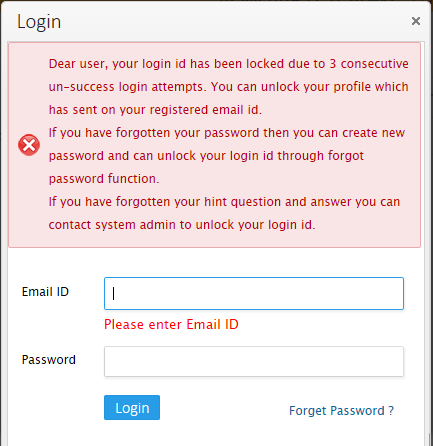 Login
Dear user, your login id has been locked due to 3 consecutive
un-success login attempts. You can unlock your profile which
has sent on your registered email id.
If you have forgotten your password then you can create new
password and can unlock your login id through forgot
password function.
If you have forgotten your hint question and answer you can
contact system admin to unlock your login id.
Email ID
Please enter Email ID
Password
Login
Forget Password ?